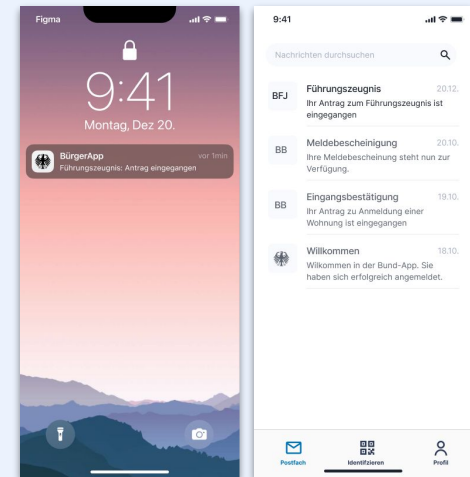 Figma
9:41
Montag, Dez 20.
BürgerApp
vor 1min
Führungszeugnis: Antrag eingegangen
9:41
Nachrichten durchsuchen
BFJ
Führungszeugnis
20.12.
Ihr Antrag zum Führungszeugnis ist
eingegangen
BB
Meldebescheinigung
20.10.
Ihre Meldebescheinung steht nun zur
Verfügung.
BB
Eingangsbestätigung
19.10.
Ihr Antrag zu Anmeldung einer
Wohnung ist eingegangen
Willkommen
18.10.
Wilkommen in der Bund-App. Sie
haben sich erfolgreich angemeldet.
Postfach
Identifzieren
Profil